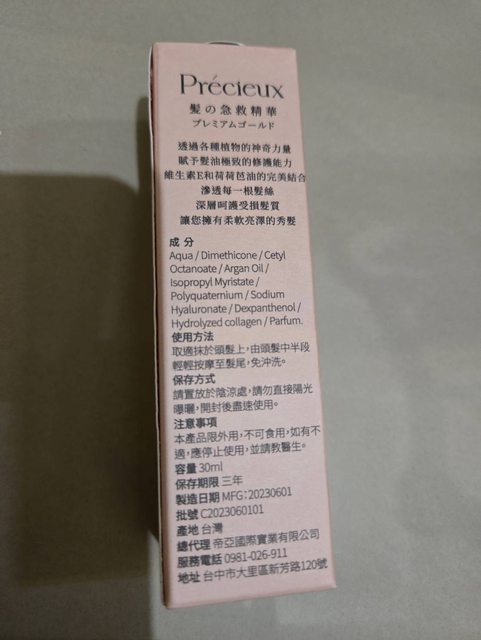 Précieux
髪の急救精華
プレミアムゴールド
透過各種植物的神奇力量
賦予髮油極致的修護能力
維生素E和荷荷芭油的完美結合
滲透每一根髮絲
深層呵護受損髮質
讓您擁有柔軟亮澤的秀髮
成分
Aqua / Dimethicone / Cetyl
Octanoate / Argan Oil /
Isopropyl Myristate /
Polyquaternium / Sodium
Hyaluronate / Dexpanthenol /
Hydrolyzed collagen / Parfum.
使用方法
取適抹於頭髮上,由頭髮中半段
輕輕按摩至髮尾,免沖洗。
保存方式
請置放於陰涼處,請勿直接陽光
曝曬,開封後盡速使用。
注意事項
本產品限外用,不可食用,如有不
適,應停止使用,並請教醫生。
容量 30ml
保存期限 三年
製造日期 MFG:20230601
批號 C2023060101
產地 台灣
總代理 帝亞國際實業有限公司
服務電話 0981-026-911
地址 台中市大里區新芳路120號